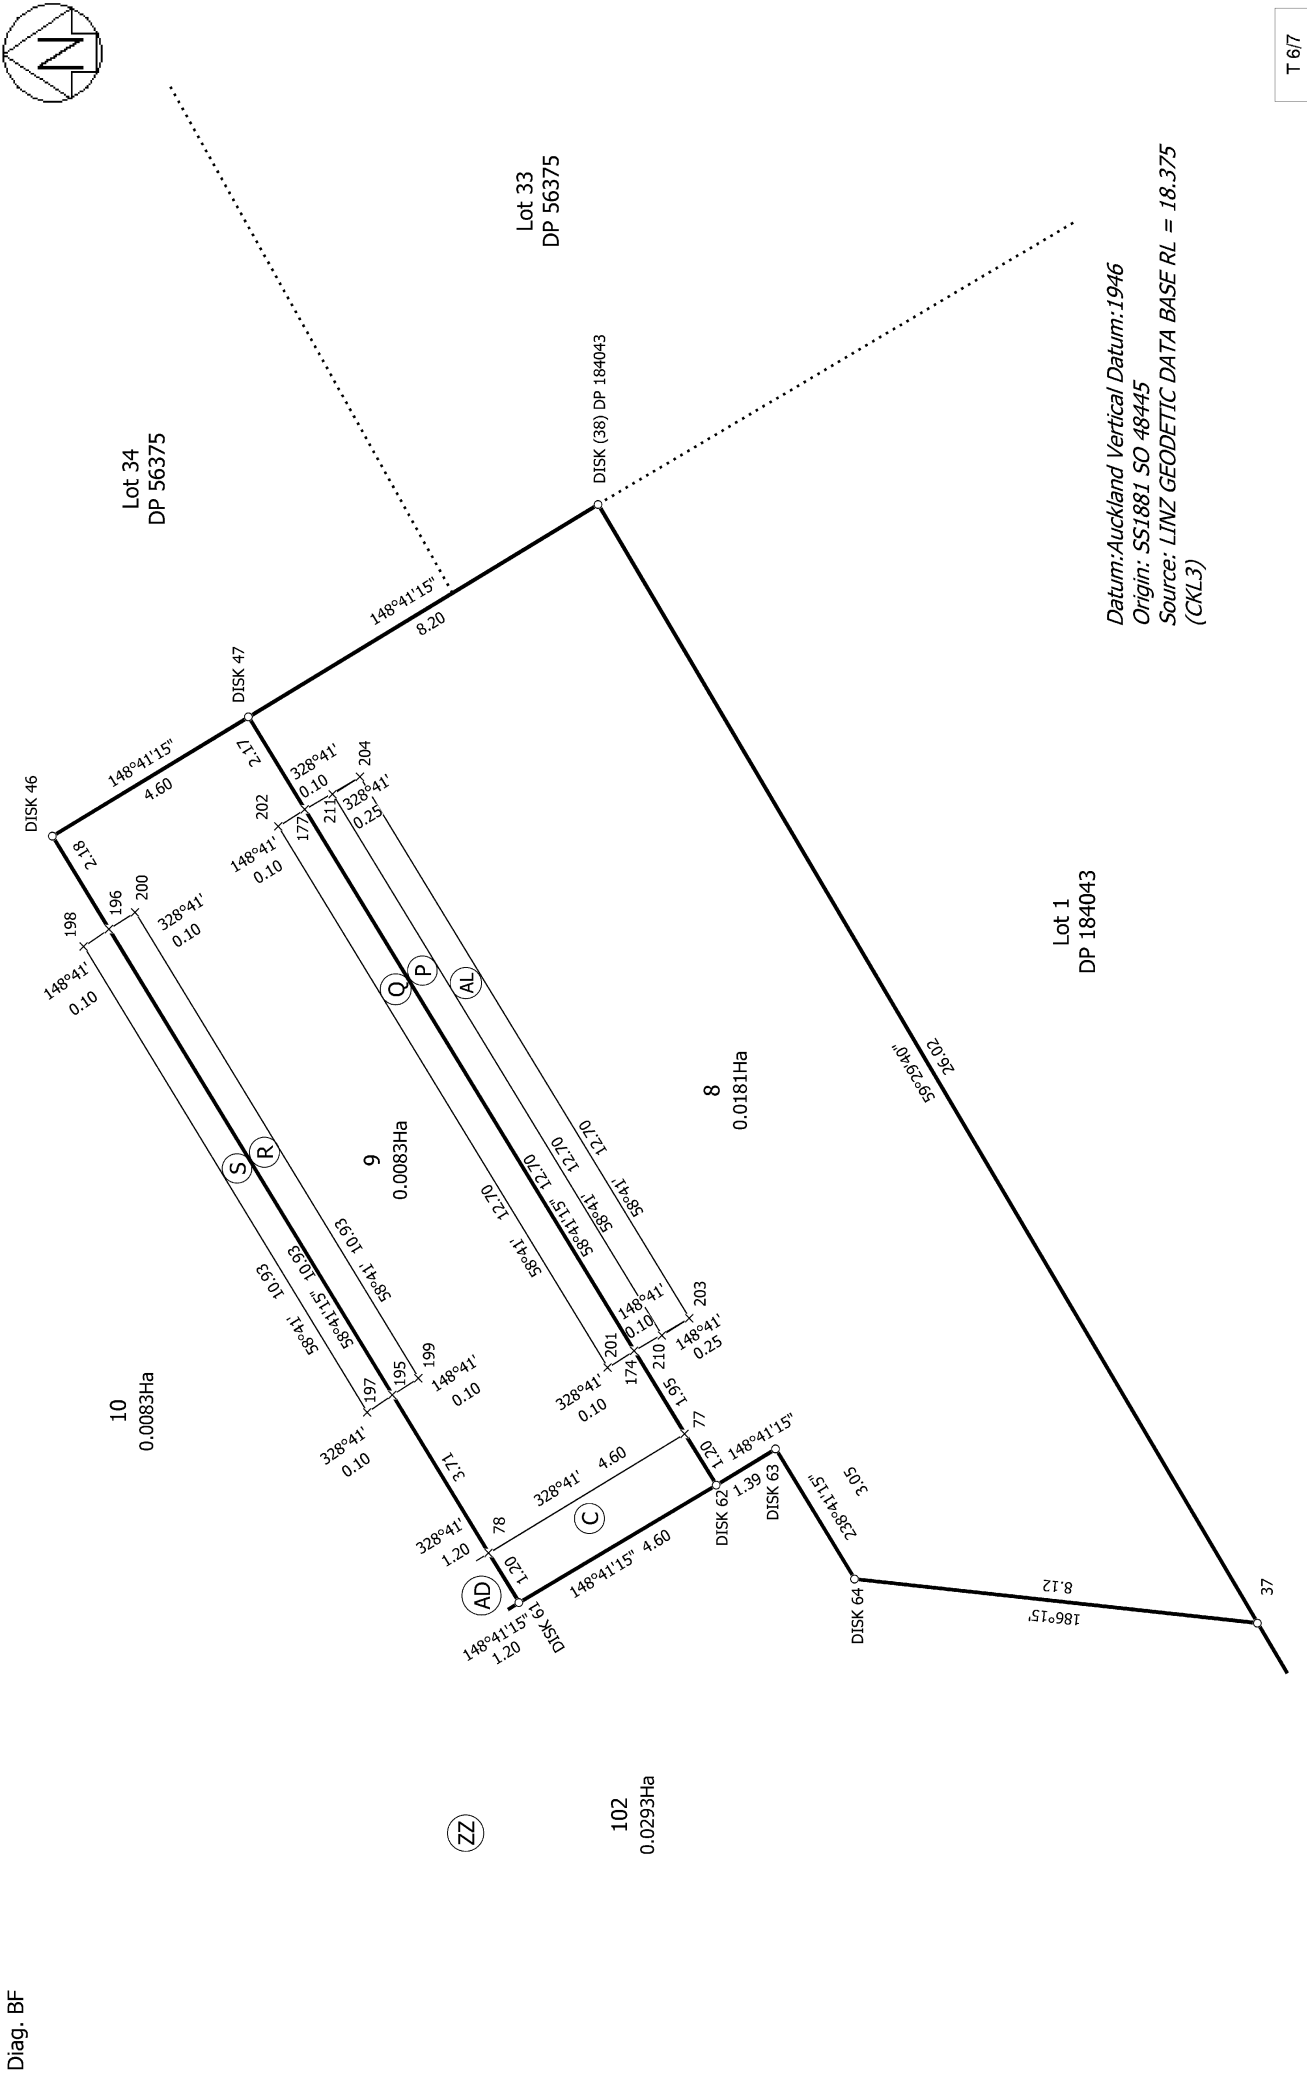 Diag. BF
N
T 6/7
Lot 34
DP 56375
Lot 33
DP 56375
DISK 46
148°41'15"
4.60
DISK 47
148°41'15"
8.20
DISK (38) DP 184043
2.18
2.17
198
196
200
148°41'
0.10
328°41'
0.10
202
177
211
204
148°41'
0.10
328°41'
0.10
328°41'
0.25
S
R
Q
P
AL
10
0.0083Ha
9
0.0083Ha
8
0.0181Ha
58°41' 10.93
58°41'15" 10.93
58°41' 10.93
58°41' 12.70
58°41'15" 12.70
58°41' 12.70
58°41' 12.70
197
195
199
328°41'
0.10
148°41'
0.10
201
174
210
203
328°41'
0.10
148°41'
0.10
148°41'
0.25
3.71
1.95
78
77
328°41'
1.20
1.20
328°41' 4.60
C
1.20
AD
148°41'15"
1.20
DISK 61
148°41'15" 4.60
DISK 62
148°41'15"
1.39
DISK 63
238°41'15"
3.05
DISK 64
186°15'
8.12
37
59°29'40"
26.02
Lot 1
DP 184043
ZZ
102
0.0293Ha
Datum:Auckland Vertical Datum:1946
Origin: SS1881 SO 48445
Source: LINZ GEODETIC DATA BASE RL = 18.375
(CKL3)